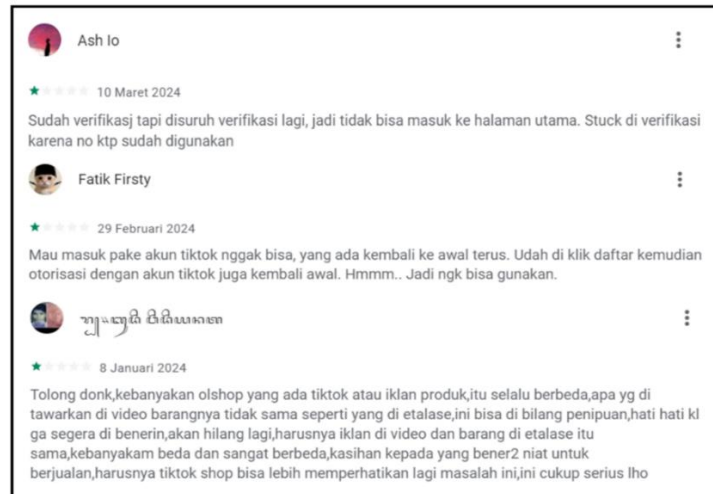 Ash Io
10 Maret 2024
Sudah verifikasj tapi disuruh verifikasi lagi, jadi tidak bisa masuk ke halaman utama. Stuck di verifikasi
karena no ktp sudah digunakan
Fatik Firsty
29 Februari 2024
Mau masuk pake akun tiktok nggak bisa, yang ada kembali ke awal terus. Udah di klik daftar kemudian
otorisasi dengan akun tiktok juga kembali awal. Hmmm.. Jadi ngk bisa gunakan.
8 Januari 2024
Tolong donk,kebanyakan olshop yang ada tiktok atau iklan produk,itu selalu berbeda,apa yg di
tawarkan di video barangnya tidak sama seperti yang di etalase,ini bisa di bilang penipuan,hati hati kl
ga segera di benerin,akan hilang lagi,harusnya iklan di video dan barang di etalase itu
sama,kebanyakam beda dan sangat berbeda,kasihan kepada yang bener2 niat untuk
berjualan,harusnya tiktok shop bisa lebih memperhatikan lagi masalah ini,ini cukup serius lho